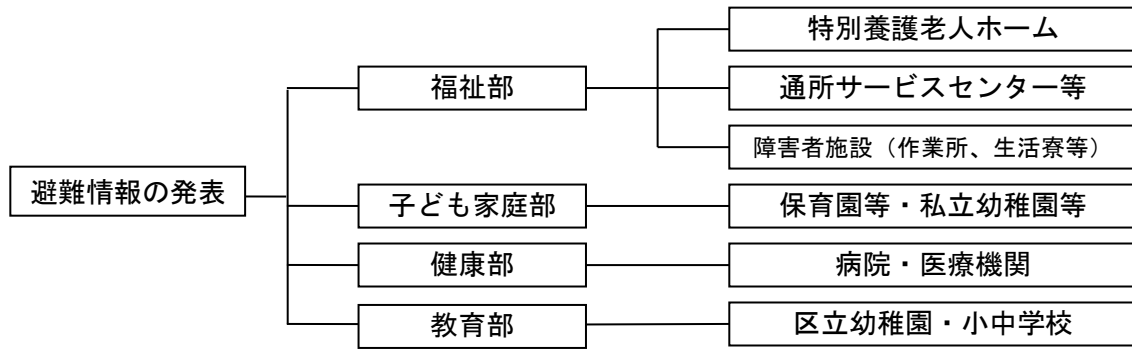 特別養護老人ホーム
福祉部
通所サービスセンター等
障害者施設（作業所、生活寮等）
避難情報の発表
子ども家庭部
保育園等・私立幼稚園等
健康部
病院・医療機関
教育部
区立幼稚園・小中学校